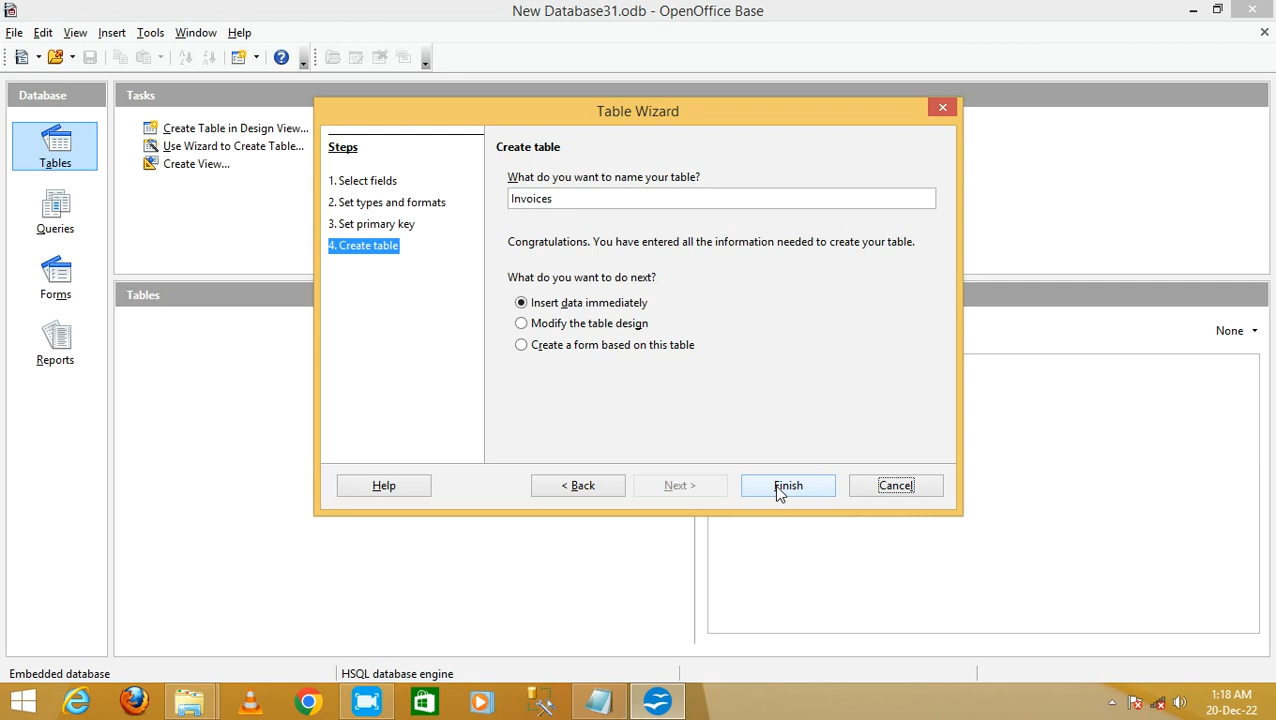 New Database31.odb - OpenOffice Base
File Edit View Insert Tools Window Help
Database
Tables
Queries
Forms
Reports
Tasks
Create Table in Design View...
Use Wizard to Create Table...
Create View...
Tables
None
Table Wizard
Steps
1. Select fields
2. Set types and formats
3. Set primary key
4. Create table
Create table
What do you want to name your table?
Invoices
Congratulations. You have entered all the information needed to create your table.
What do you want to do next?
Insert data immediately
Modify the table design
Create a form based on this table
Help
< Back
Next >
Finish
Cancel
Embedded database
HSQL database engine
1:18 AM
20-Dec-22